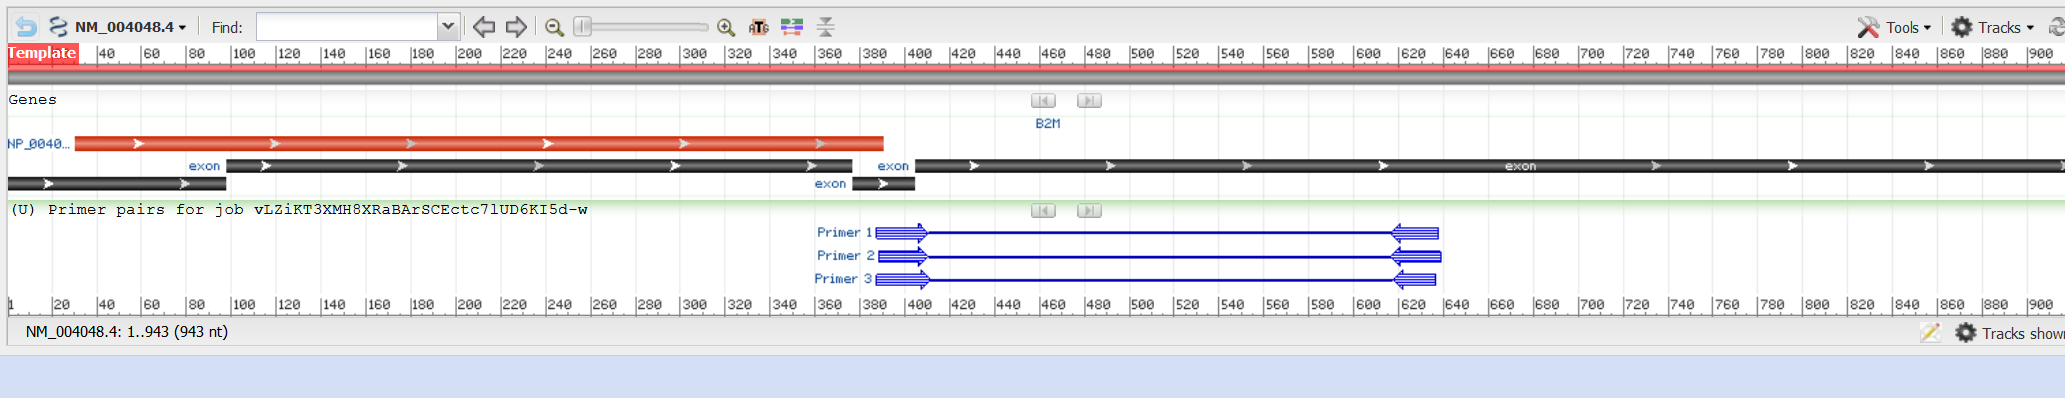 NM_004048.4 Find: Tools Tracks
Template 40 60 80 100 120 140 160 180 200 220 240 260 280 300 320 340 360 380 400 420 440 460 480 500 520 540 560 580 600 620 640 660 680 700 720 740 760 780 800 820 840 860 880 900
Genes
B2M
NP_0040...
exon exon exon
exon
(U) Primer pairs for job vLZiKT3XMH8XRaBArSCEctc7lUD6KI5d-w
Primer 1
Primer 2
Primer 3
1 20 40 60 80 100 120 140 160 180 200 220 240 260 280 300 320 340 360 380 400 420 440 460 480 500 520 540 560 580 600 620 640 660 680 700 720 740 760 780 800 820 840 860 880 900
NM_004048.4: 1..943 (943 nt) Tracks shown